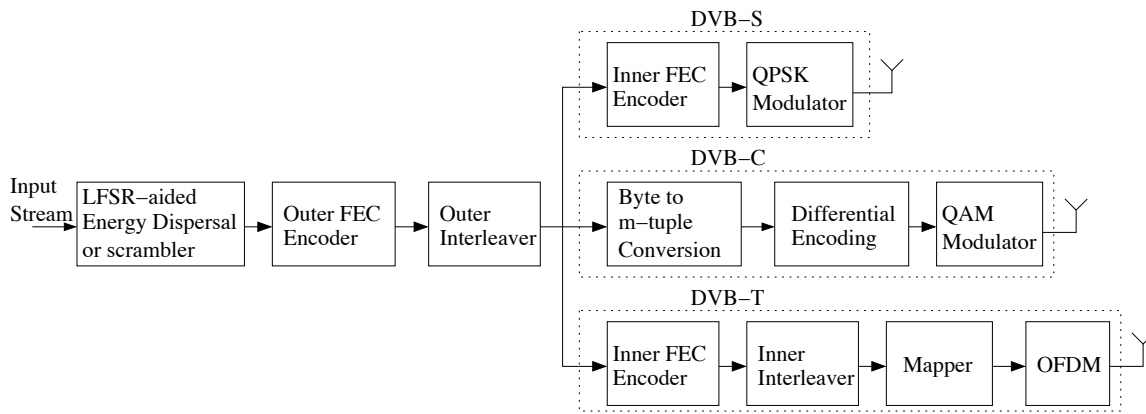 DVB−S
Inner FEC
Encoder
QPSK
Modulator
DVB−C
Input
Stream
LFSR−aided
Energy Dispersal
or scrambler
Outer FEC
Encoder
Outer
Interleaver
Byte to
m−tuple
Conversion
Differential
Encoding
QAM
Modulator
DVB−T
Inner FEC
Encoder
Inner
Interleaver
Mapper
OFDM